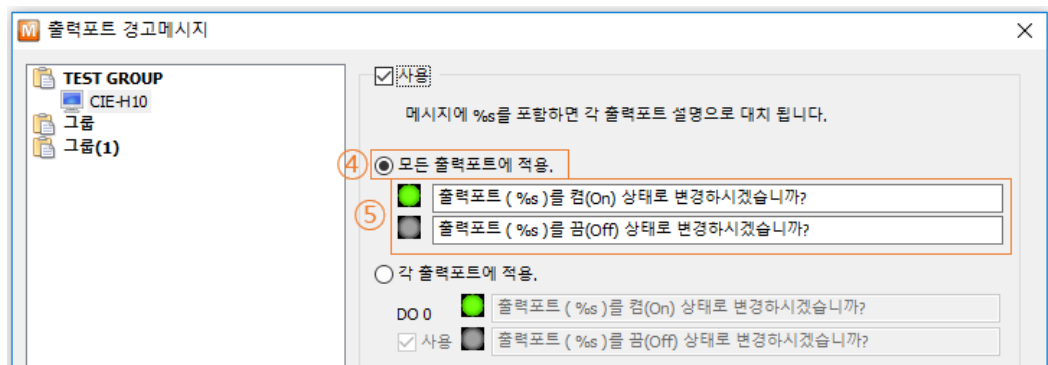 출력포트 경고메시지
TEST GROUP
CIE-H10
그룹
그룹(1)
사용
메시지에 %s를 포함하면 각 출력포트 설명으로 대치 됩니다.
④ 모든 출력포트에 적용.
⑤
출력포트 ( %s )를 켬(On) 상태로 변경하시겠습니까?
출력포트 ( %s )를 끔(Off) 상태로 변경하시겠습니까?
각 출력포트에 적용.
DO 0 출력포트 ( %s )를 켬(On) 상태로 변경하시겠습니까?
사용 출력포트 ( %s )를 끔(Off) 상태로 변경하시겠습니까?